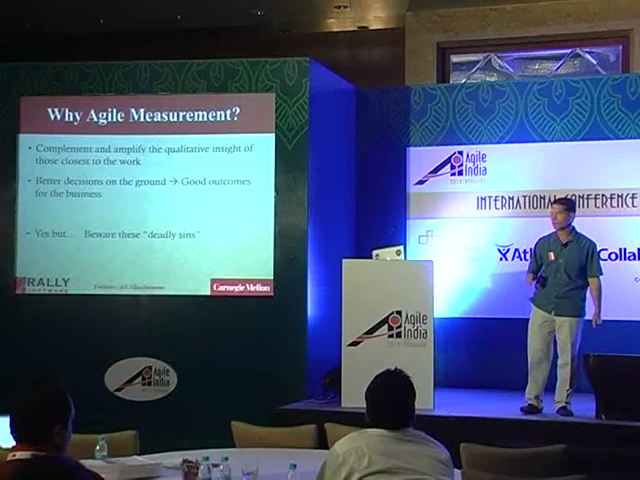 Why Agile Measurement?
• Complement and amplify the qualitative insight of
those closest to the work
• Better decisions on the ground → Good outcomes
for the business
• Yes but... Beware these "deadly sins"
RALLY
SOFTWARE
Carnegie Mellon
Agile
India
Agile
India
INTERNATIONAL CONFERENCE
Agile
India